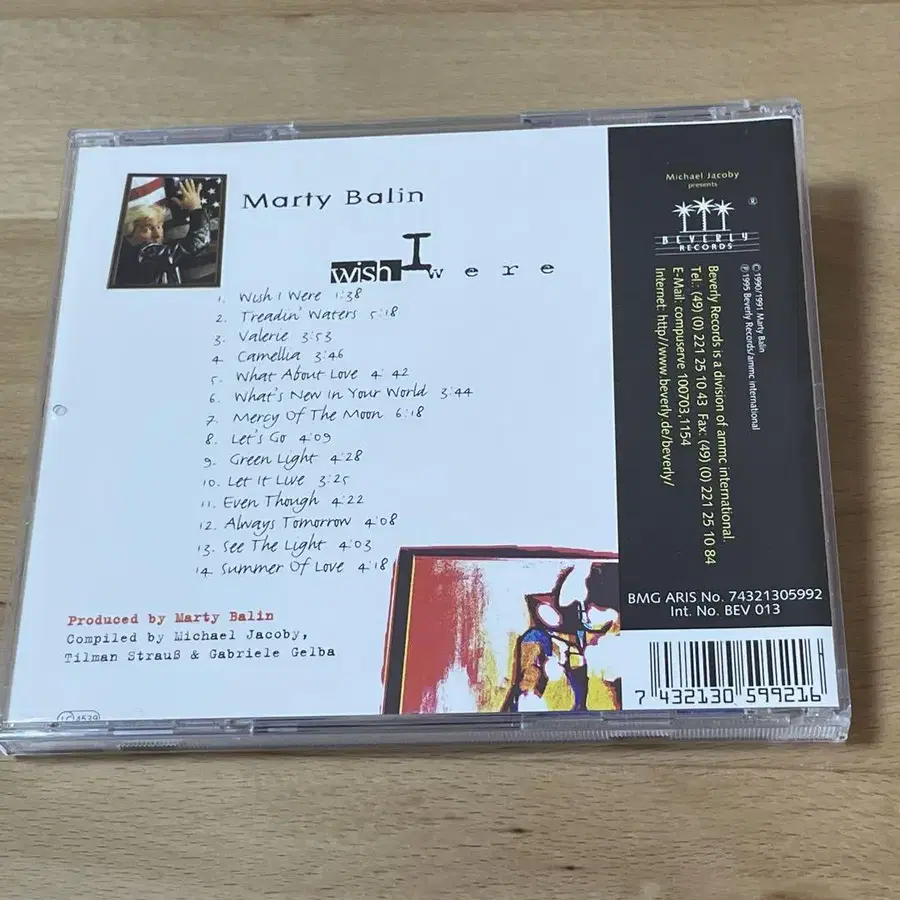 Marty Balin
wish I were
1. Wish I Were 1:38
2. Treadin' Waters 5:18
3. Valerie 3:53
4. Camellia 3:46
5. What About Love 4:42
6. What's New In Your World 3:44
7. Mercy Of The Moon 6:18
8. Let's Go 4:09
9. Green Light 4:28
10. Let It Live 3:25
11. Even Though 4:22
12. Always Tomorrow 4:08
13. See The Light 4:03
14 Summer Of Love 4:18
Produced by Marty Balin
Compiled by Michael Jacoby,
Tilman Strauß & Gabriele Gelba
LC 4539
Michael Jacoby
presents
BEVERLY ®
RECORDS
© 1990/1991 Marty Balin
℗ 1995 Beverly Records/ammc international
Beverly Records is a division of ammc international.
Tel.: (49) (0) 221 25 10 43 Fax: (49) (0) 221 25 10 84
E-Mail: compuserve 100703,1154
Internet: http//www.beverly.de/beverly/
BMG ARIS No. 74321305992
Int. No. BEV 013
7 432130 599216